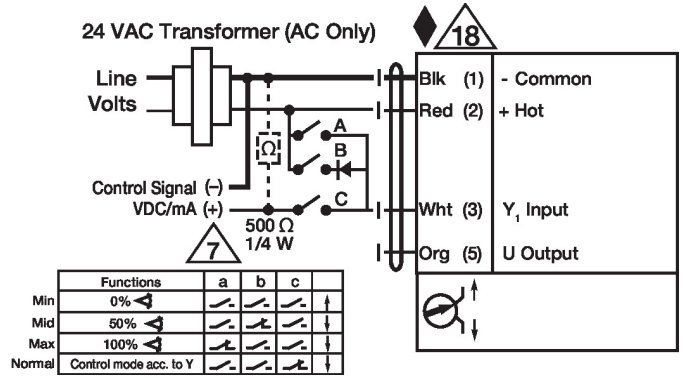 24 VAC Transformer (AC Only)
18
Line
Volts
Blk (1) - Common
Red (2) + Hot
A
Ω
B
Control Signal (–)
VDC/mA (+)
C
Wht (3) Y1 Input
500 Ω
1/4 W
7
Org (5) U Output
Functions a b c
Min 0%
Mid 50%
Max 100%
Normal Control mode acc. to Y